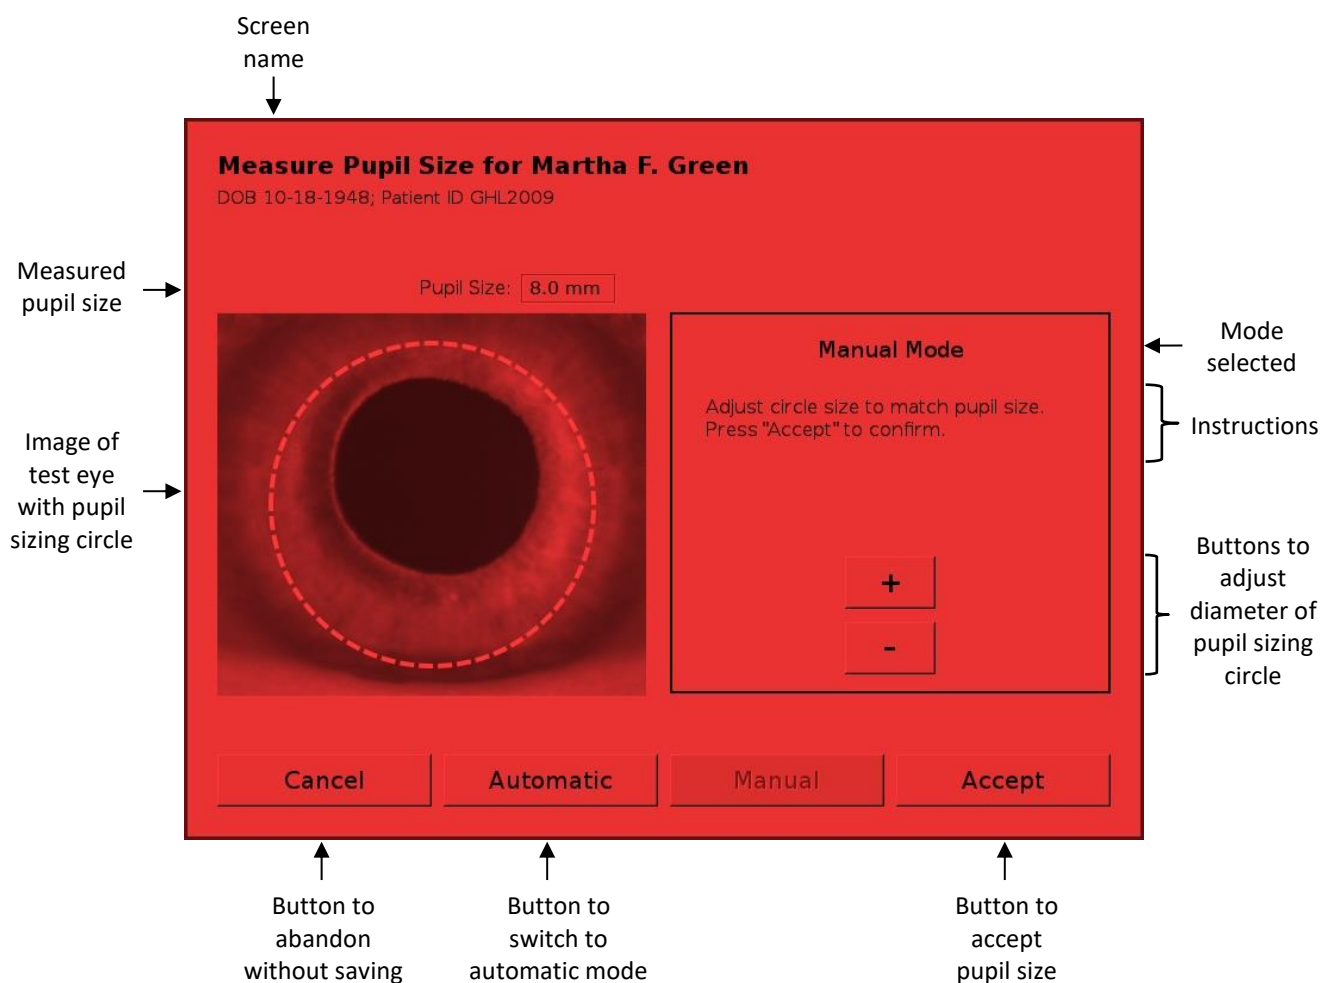 Screen
name
Measure Pupil Size for Martha F. Green
DOB 10-18-1948; Patient ID GHL2009
Measured
pupil size
Pupil Size: 8.0 mm
Manual Mode
Mode
selected
Adjust circle size to match pupil size.
Press "Accept" to confirm.
Instructions
Image of
test eye
with pupil
sizing circle
+
-
Buttons to
adjust
diameter of
pupil sizing
circle
Cancel
Automatic
Manual
Accept
Button to
abandon
without saving
Button to
switch to
automatic mode
Button to
accept
pupil size